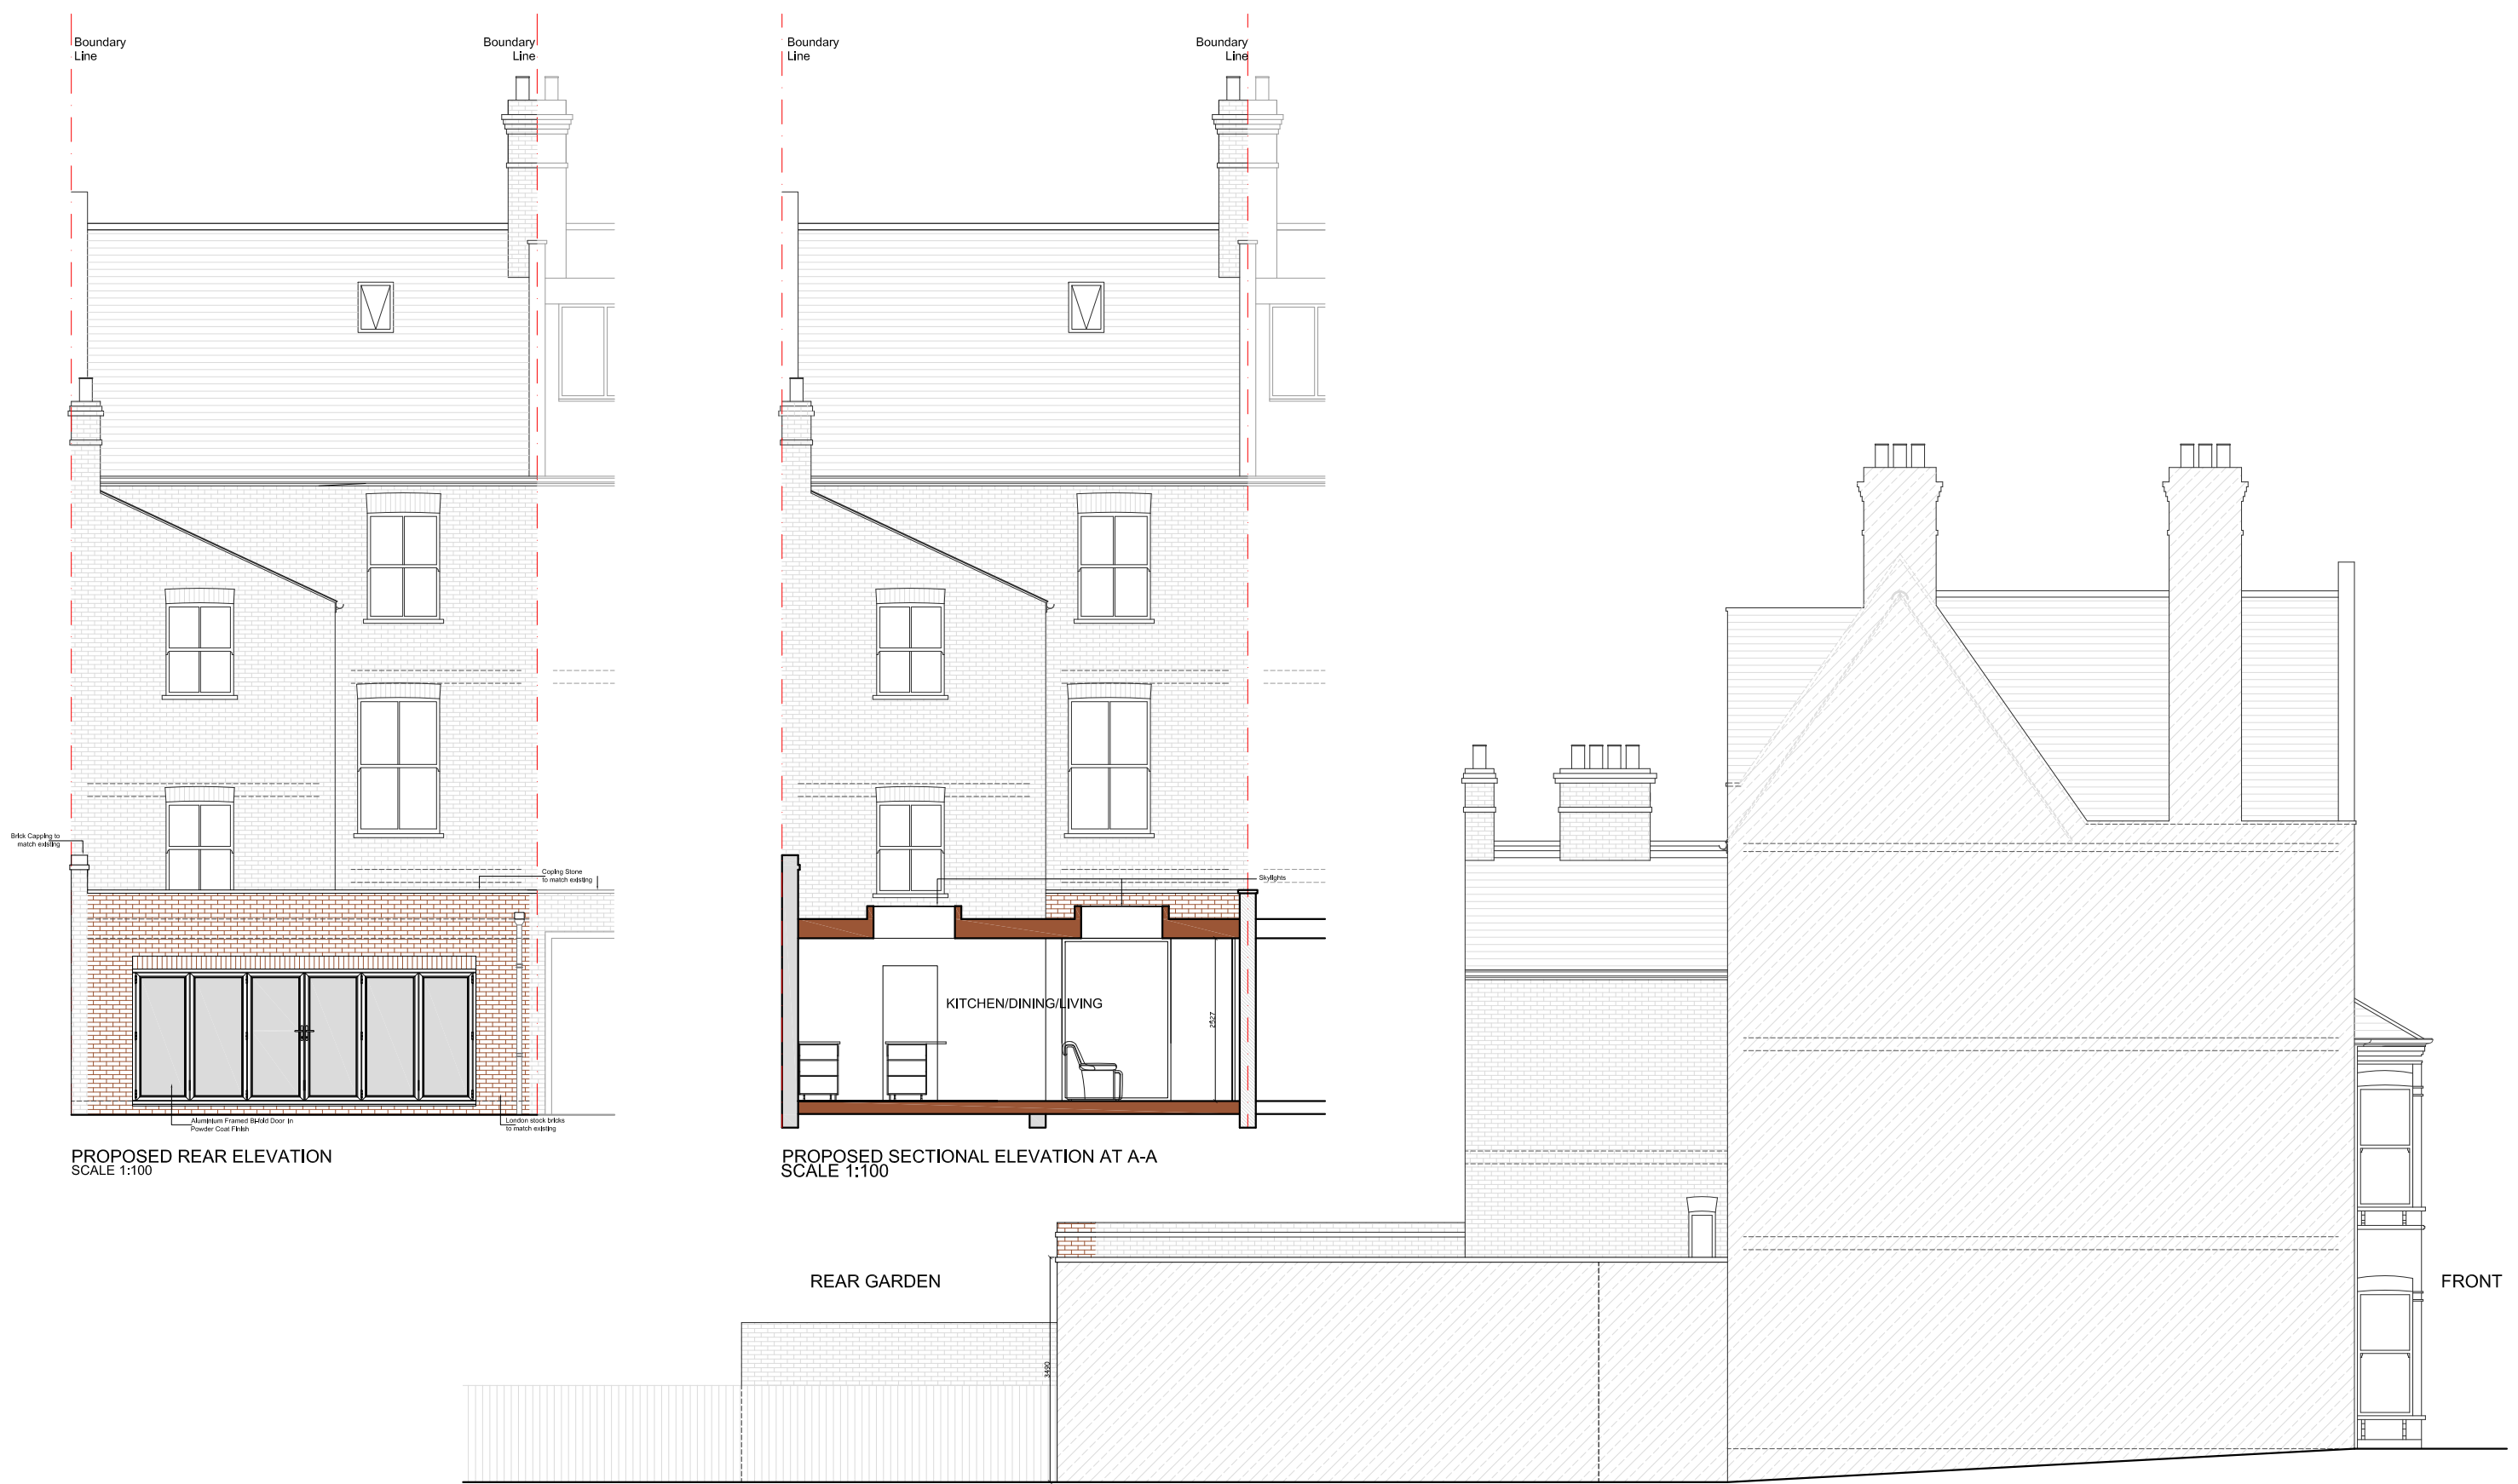 Boundary
Line
Boundary
Line
Boundary
Line
Boundary
Line
Brick Capping to
match existing
Coping Stone
to match existing
Skylights
KITCHEN/DINING/LIVING
2527
Aluminium Framed Bi-fold Door in
Powder Coat Finish
London stock bricks
to match existing
PROPOSED REAR ELEVATION
SCALE 1:100
PROPOSED SECTIONAL ELEVATION AT A-A
SCALE 1:100
REAR GARDEN
FRONT
3490